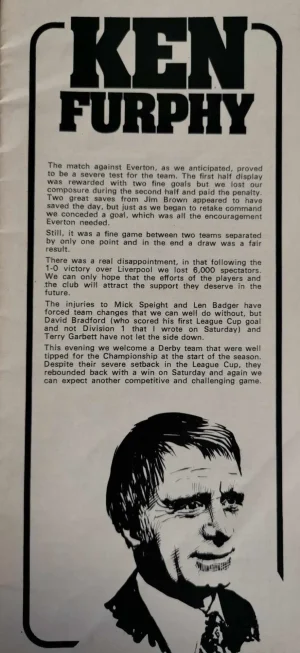 KEN
FURPHY
The match against Everton, as we anticipated, proved
to be a severe test for the team. The first half display
was rewarded with two fine goals but we lost our
composure during the second half and paid the penalty.
Two great saves from Jim Brown appeared to have
saved the day, but just as we began to retake command
we conceded a goal, which was all the encouragement
Everton needed.
Still, it was a fine game between two teams separated
by only one point and in the end a draw was a fair
result.
There was a real disappointment, in that following the
1-0 victory over Liverpool we lost 6,000 spectators.
We can only hope that the efforts of the players and
the club will attract the support they deserve in the
future.
The injuries to Mick Speight and Len Badger have
forced team changes that we can well do without, but
David Bradford (who scored his first League Cup goal
and not Division 1 that I wrote on Saturday) and
Terry Garbett have not let the side down.
This evening we welcome a Derby team that were well
tipped for the Championship at the start of the season.
Despite their severe setback in the League Cup, they
rebounded back with a win on Saturday and again we
can expect another competitive and challenging game.